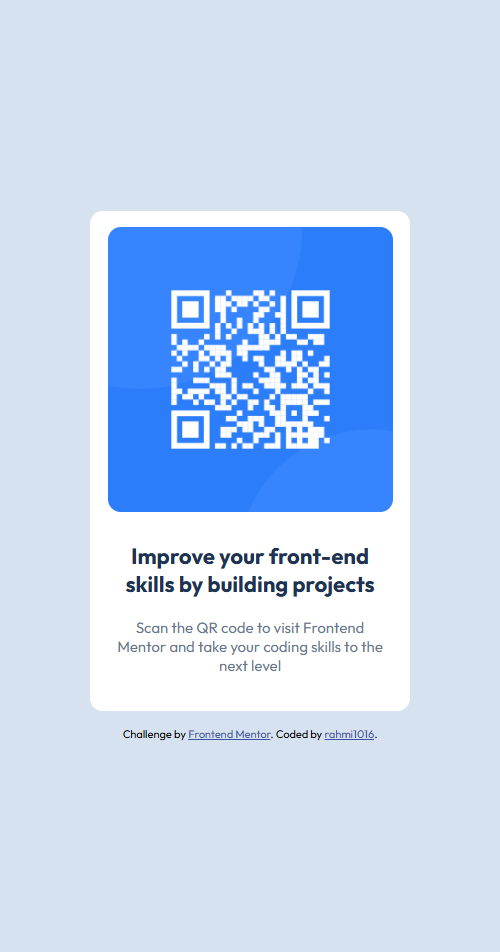 Improve your front-end
skills by building projects
Scan the QR code to visit Frontend
Mentor and take your coding skills to the
next level
Challenge by Frontend Mentor. Coded by rahmi1016.